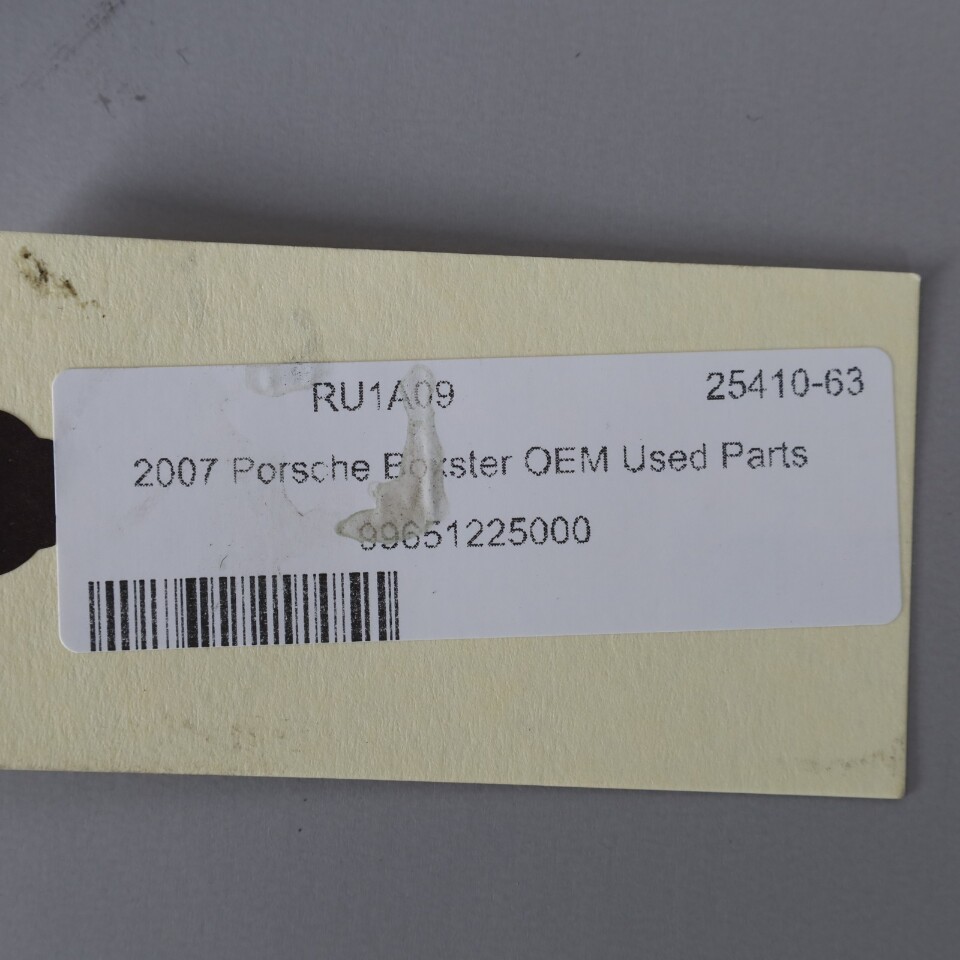 RU1A09 25410-63
2007 Porsche Boxster OEM Used Parts
99651225000